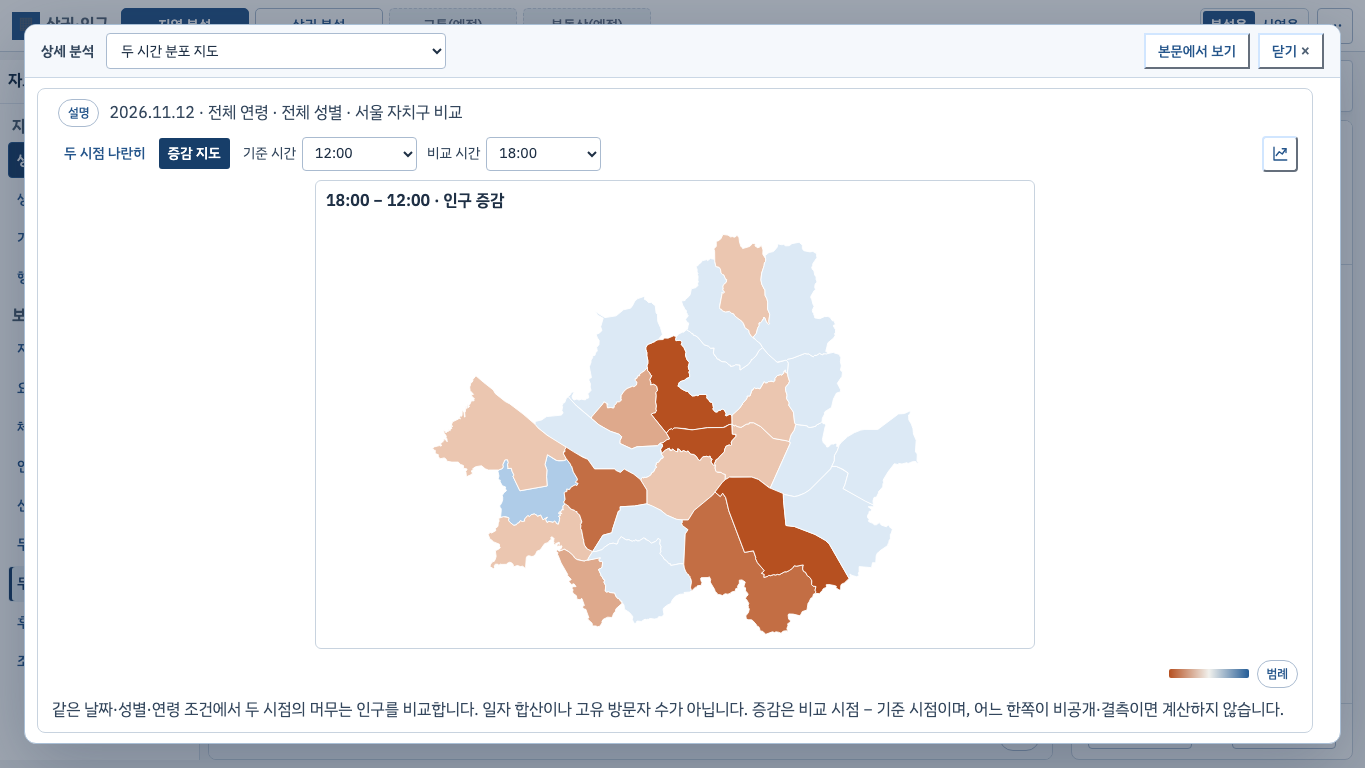 상세 분석
두 시간 분포 지도
본문에서 보기
닫기 ×
설명
2026.11.12 · 전체 연령 · 전체 성별 · 서울 자치구 비교
두 시점 나란히
증감 지도
기준 시간
12:00
비교 시간
18:00
18:00 − 12:00 · 인구 증감
범례
같은 날짜·성별·연령 조건에서 두 시점의 머무는 인구를 비교합니다. 일자 합산이나 고유 방문자 수가 아닙니다. 증감은 비교 시점 − 기준 시점이며, 어느 한쪽이 비공개·결측이면 계산하지 않습니다.